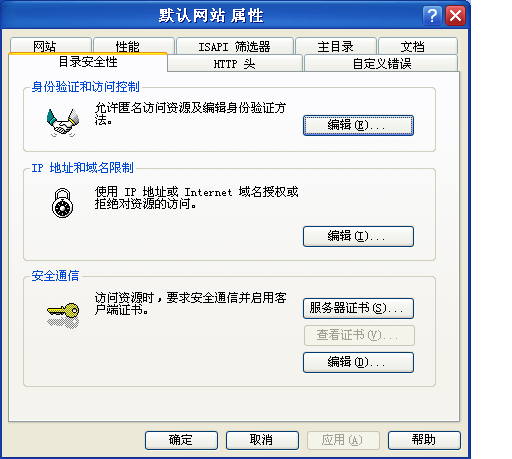 默认网站 属性
网站 性能 ISAPI 筛选器 主目录 文档
目录安全性 HTTP 头 自定义错误
身份验证和访问控制
允许匿名访问资源及编辑身份验证方
法。
编辑(E)...
IP 地址和域名限制
使用 IP 地址或 Internet 域名授权或
拒绝对资源的访问。
编辑(I)...
安全通信
访问资源时，要求安全通信并启用客
户端证书。
服务器证书(S)...
查看证书(V)...
编辑(D)...
确定 取消 应用(A) 帮助